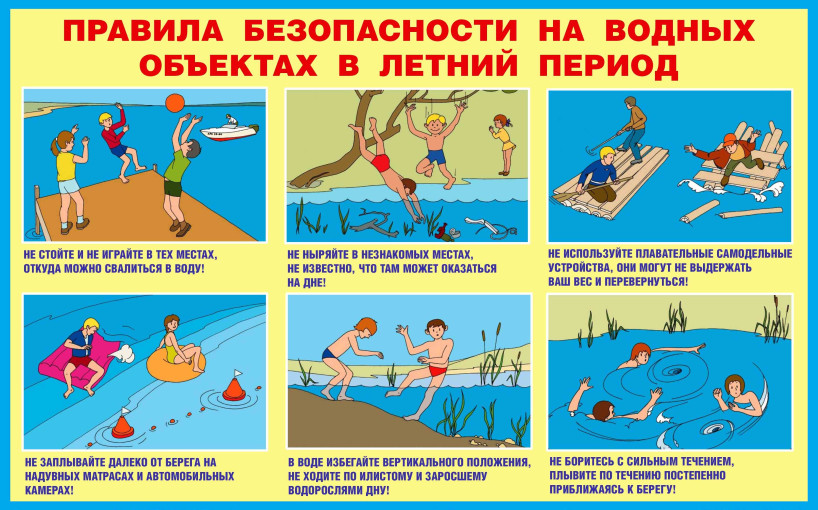 ПРАВИЛА БЕЗОПАСНОСТИ НА ВОДНЫХ
ОБЪЕКТАХ В ЛЕТНИЙ ПЕРИОД
НЕ СТОЙТЕ И НЕ ИГРАЙТЕ В ТЕХ МЕСТАХ,
ОТКУДА МОЖНО СВАЛИТЬСЯ В ВОДУ!
НЕ НЫРЯЙТЕ В НЕЗНАКОМЫХ МЕСТАХ,
НЕ ИЗВЕСТНО, ЧТО ТАМ МОЖЕТ ОКАЗАТЬСЯ
НА ДНЕ!
НЕ ИСПОЛЬЗУЙТЕ ПЛАВАТЕЛЬНЫЕ САМОДЕЛЬНЫЕ
УСТРОЙСТВА, ОНИ МОГУТ НЕ ВЫДЕРЖАТЬ
ВАШ ВЕС И ПЕРЕВЕРНУТЬСЯ!
НЕ ЗАПЛЫВАЙТЕ ДАЛЕКО ОТ БЕРЕГА НА
НАДУВНЫХ МАТРАСАХ И АВТОМОБИЛЬНЫХ
КАМЕРАХ!
В ВОДЕ ИЗБЕГАЙТЕ ВЕРТИКАЛЬНОГО ПОЛОЖЕНИЯ,
НЕ ХОДИТЕ ПО ИЛИСТОМУ И ЗАРОСШЕМУ
ВОДОРОСЛЯМИ ДНУ!
НЕ БОРИТЕСЬ С СИЛЬНЫМ ТЕЧЕНИЕМ,
ПЛЫВИТЕ ПО ТЕЧЕНИЮ ПОСТЕПЕННО
ПРИБЛИЖАЯСЬ К БЕРЕГУ!